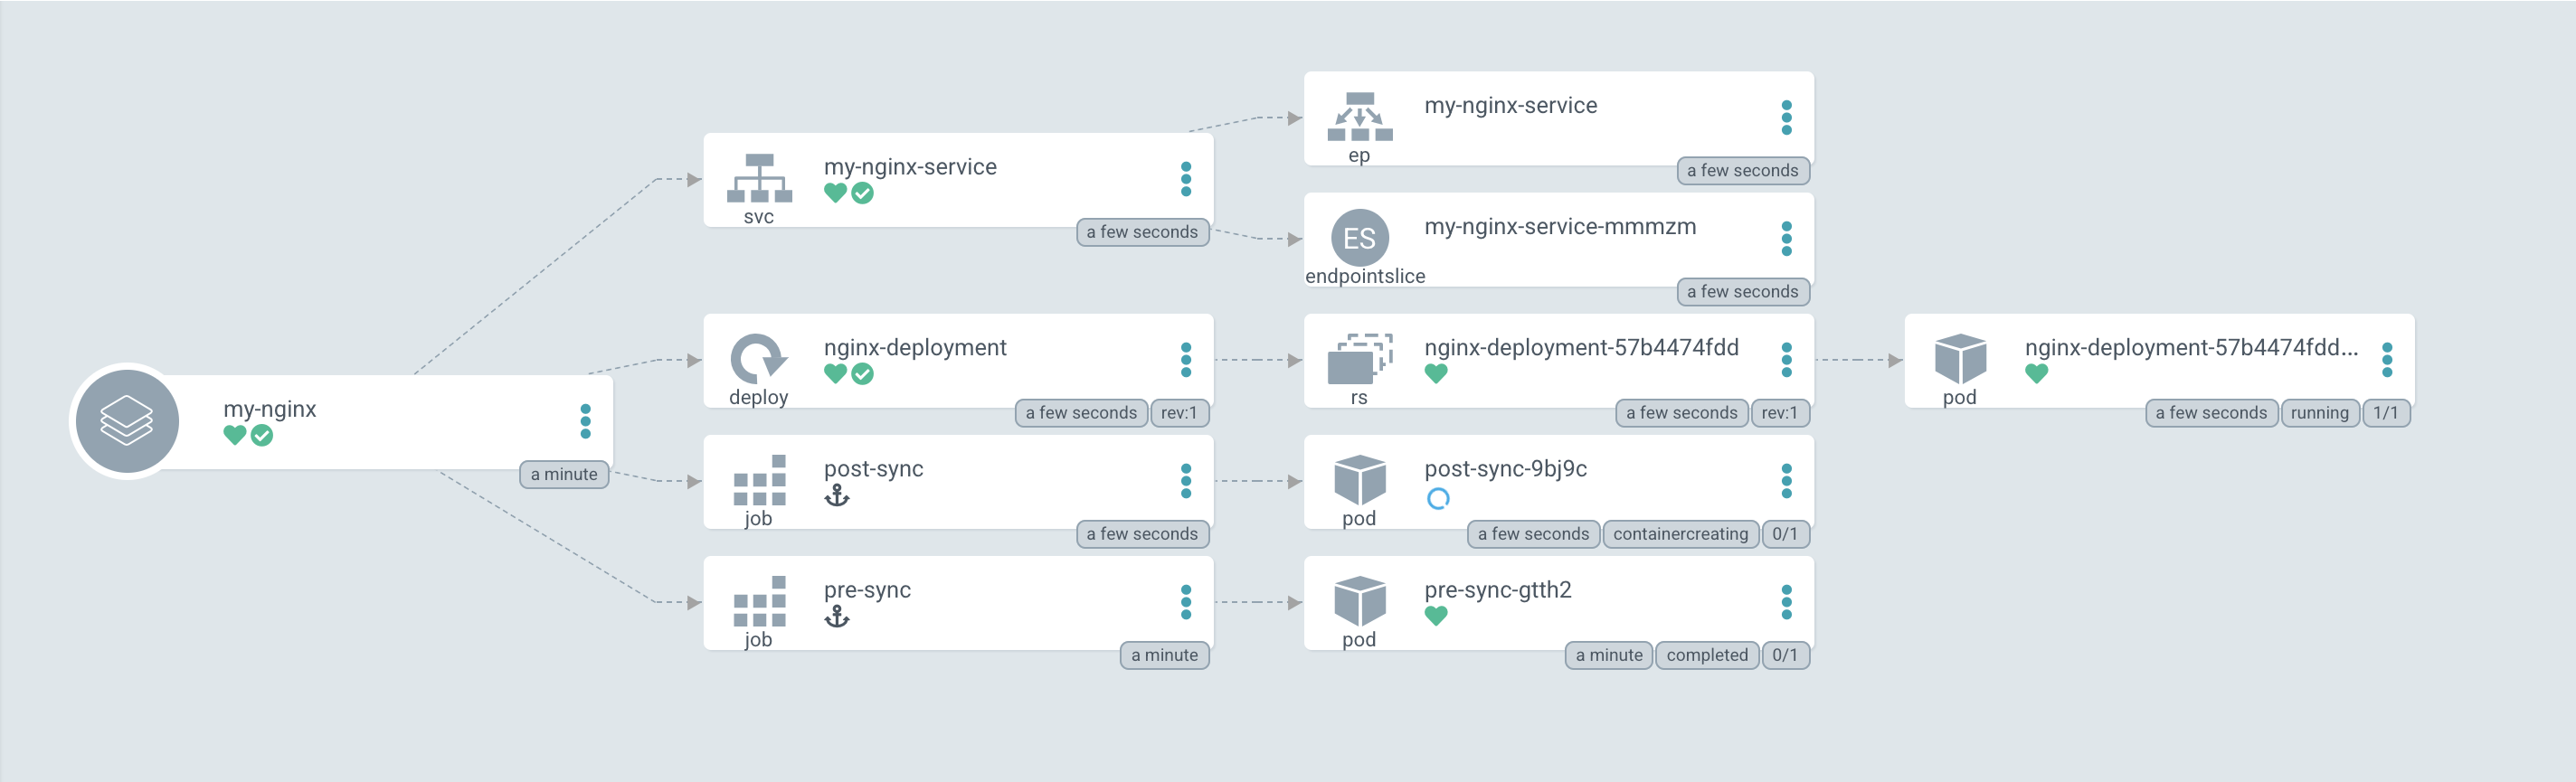 my-nginx
a minute
my-nginx-service
svc
a few seconds
my-nginx-service
ep
a few seconds
ES
my-nginx-service-mmmzm
endpointslice
a few seconds
nginx-deployment
deploy
a few seconds
rev:1
nginx-deployment-57b4474fdd
rs
a few seconds
rev:1
nginx-deployment-57b4474fdd...
pod
a few seconds
running
1/1
post-sync
job
a few seconds
post-sync-9bj9c
pod
a few seconds
containercreating
0/1
pre-sync
job
a minute
pre-sync-gtth2
pod
a minute
completed
0/1